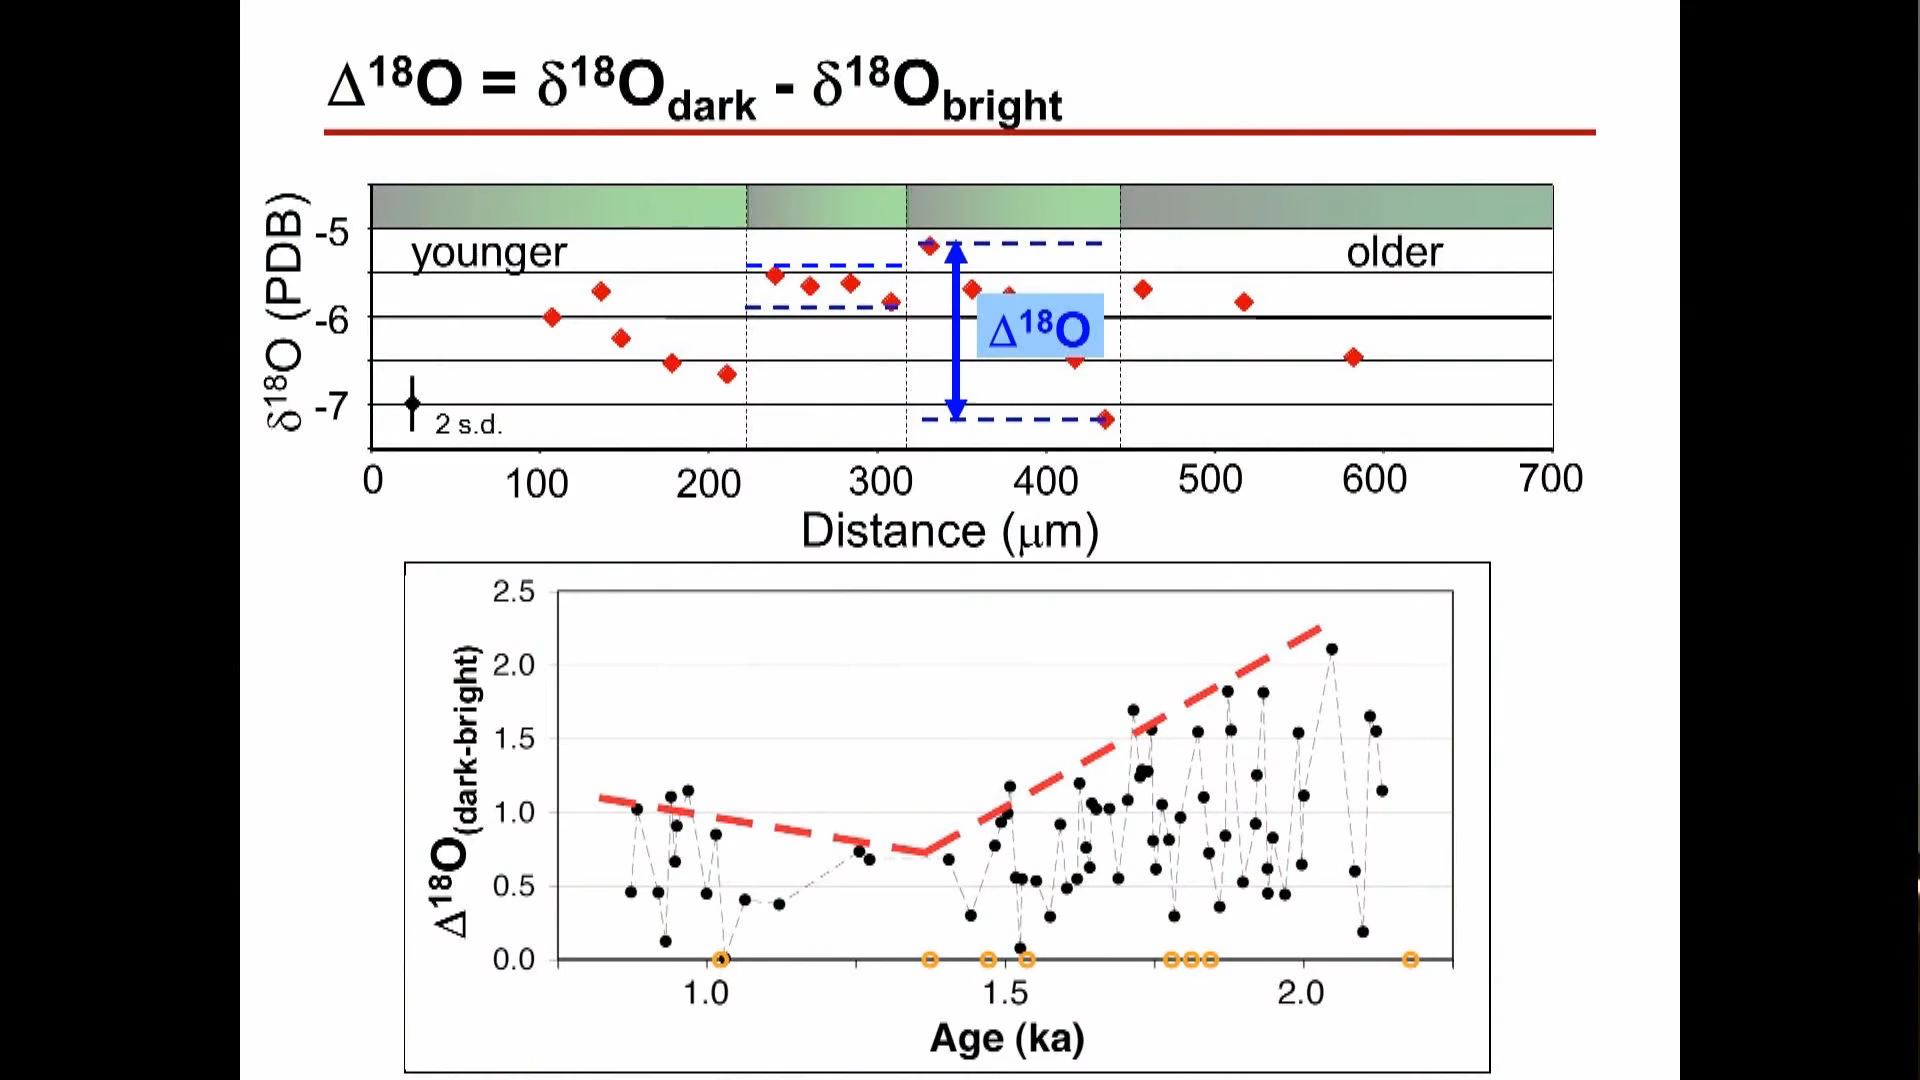 Δ¹⁸O = δ¹⁸O_dark - δ¹⁸O_bright
δ¹⁸O (PDB)
-5
-6
-7
younger
older
Δ¹⁸O
2 s.d.
0 100 200 300 400 500 600 700
Distance (μm)
Δ¹⁸O(dark-bright)
2.5
2.0
1.5
1.0
0.5
0.0
1.0 1.5 2.0
Age (ka)